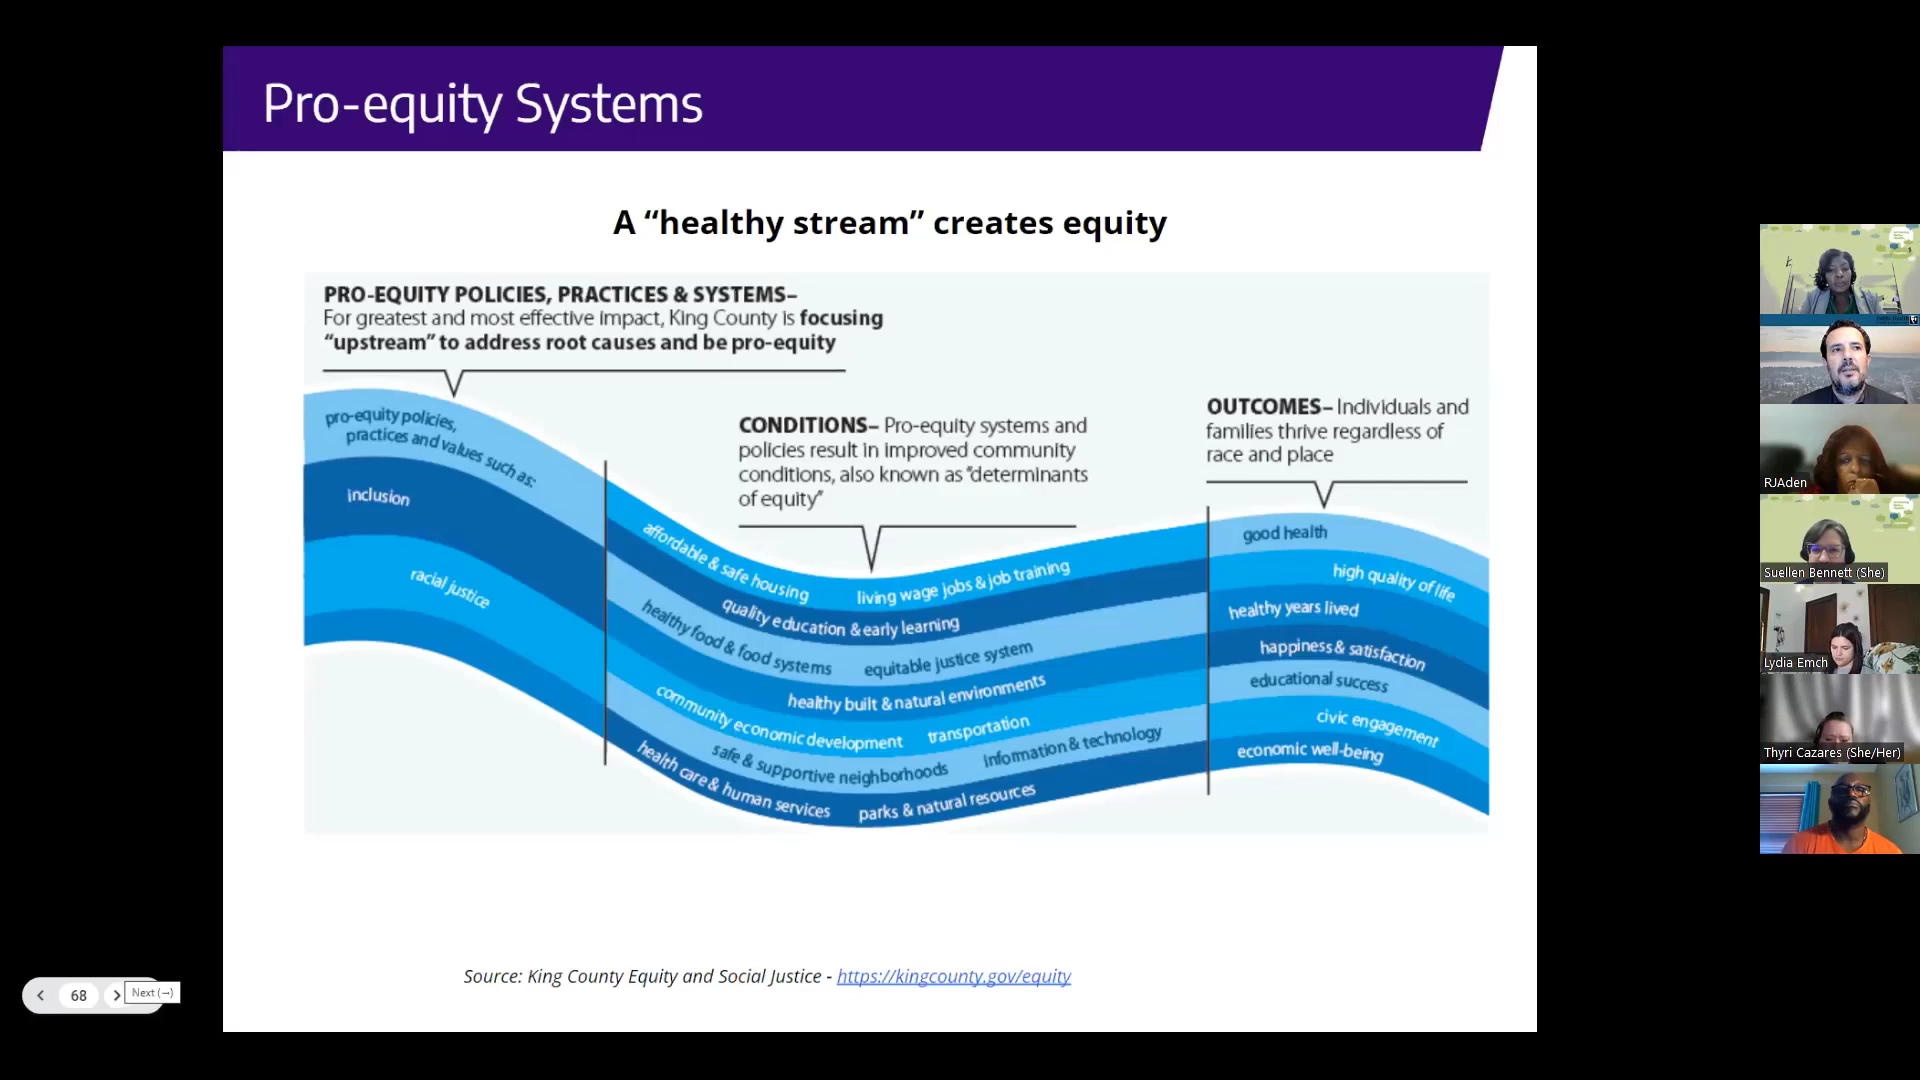 Pro-equity Systems
A “healthy stream” creates equity
PRO-EQUITY POLICIES, PRACTICES & SYSTEMS–
For greatest and most effective impact, King County is focusing
“upstream” to address root causes and be pro-equity
CONDITIONS– Pro-equity systems and
policies result in improved community
conditions, also known as “determinants
of equity”
OUTCOMES– Individuals and
families thrive regardless of
race and place
pro-equity policies,
practices and values such as:
inclusion
racial justice
affordable & safe housing
living wage jobs & job training
quality education & early learning
healthy food & food systems
equitable justice system
healthy built & natural environments
community economic development
transportation
safe & supportive neighborhoods
information & technology
health care & human services
parks & natural resources
good health
high quality of life
healthy years lived
happiness & satisfaction
educational success
civic engagement
economic well-being
Source: King County Equity and Social Justice - https://kingcounty.gov/equity
68
Next (→)
RJAden
Suellen Bennett (She)
Lydia Emch
Thyri Cazares (She/Her)